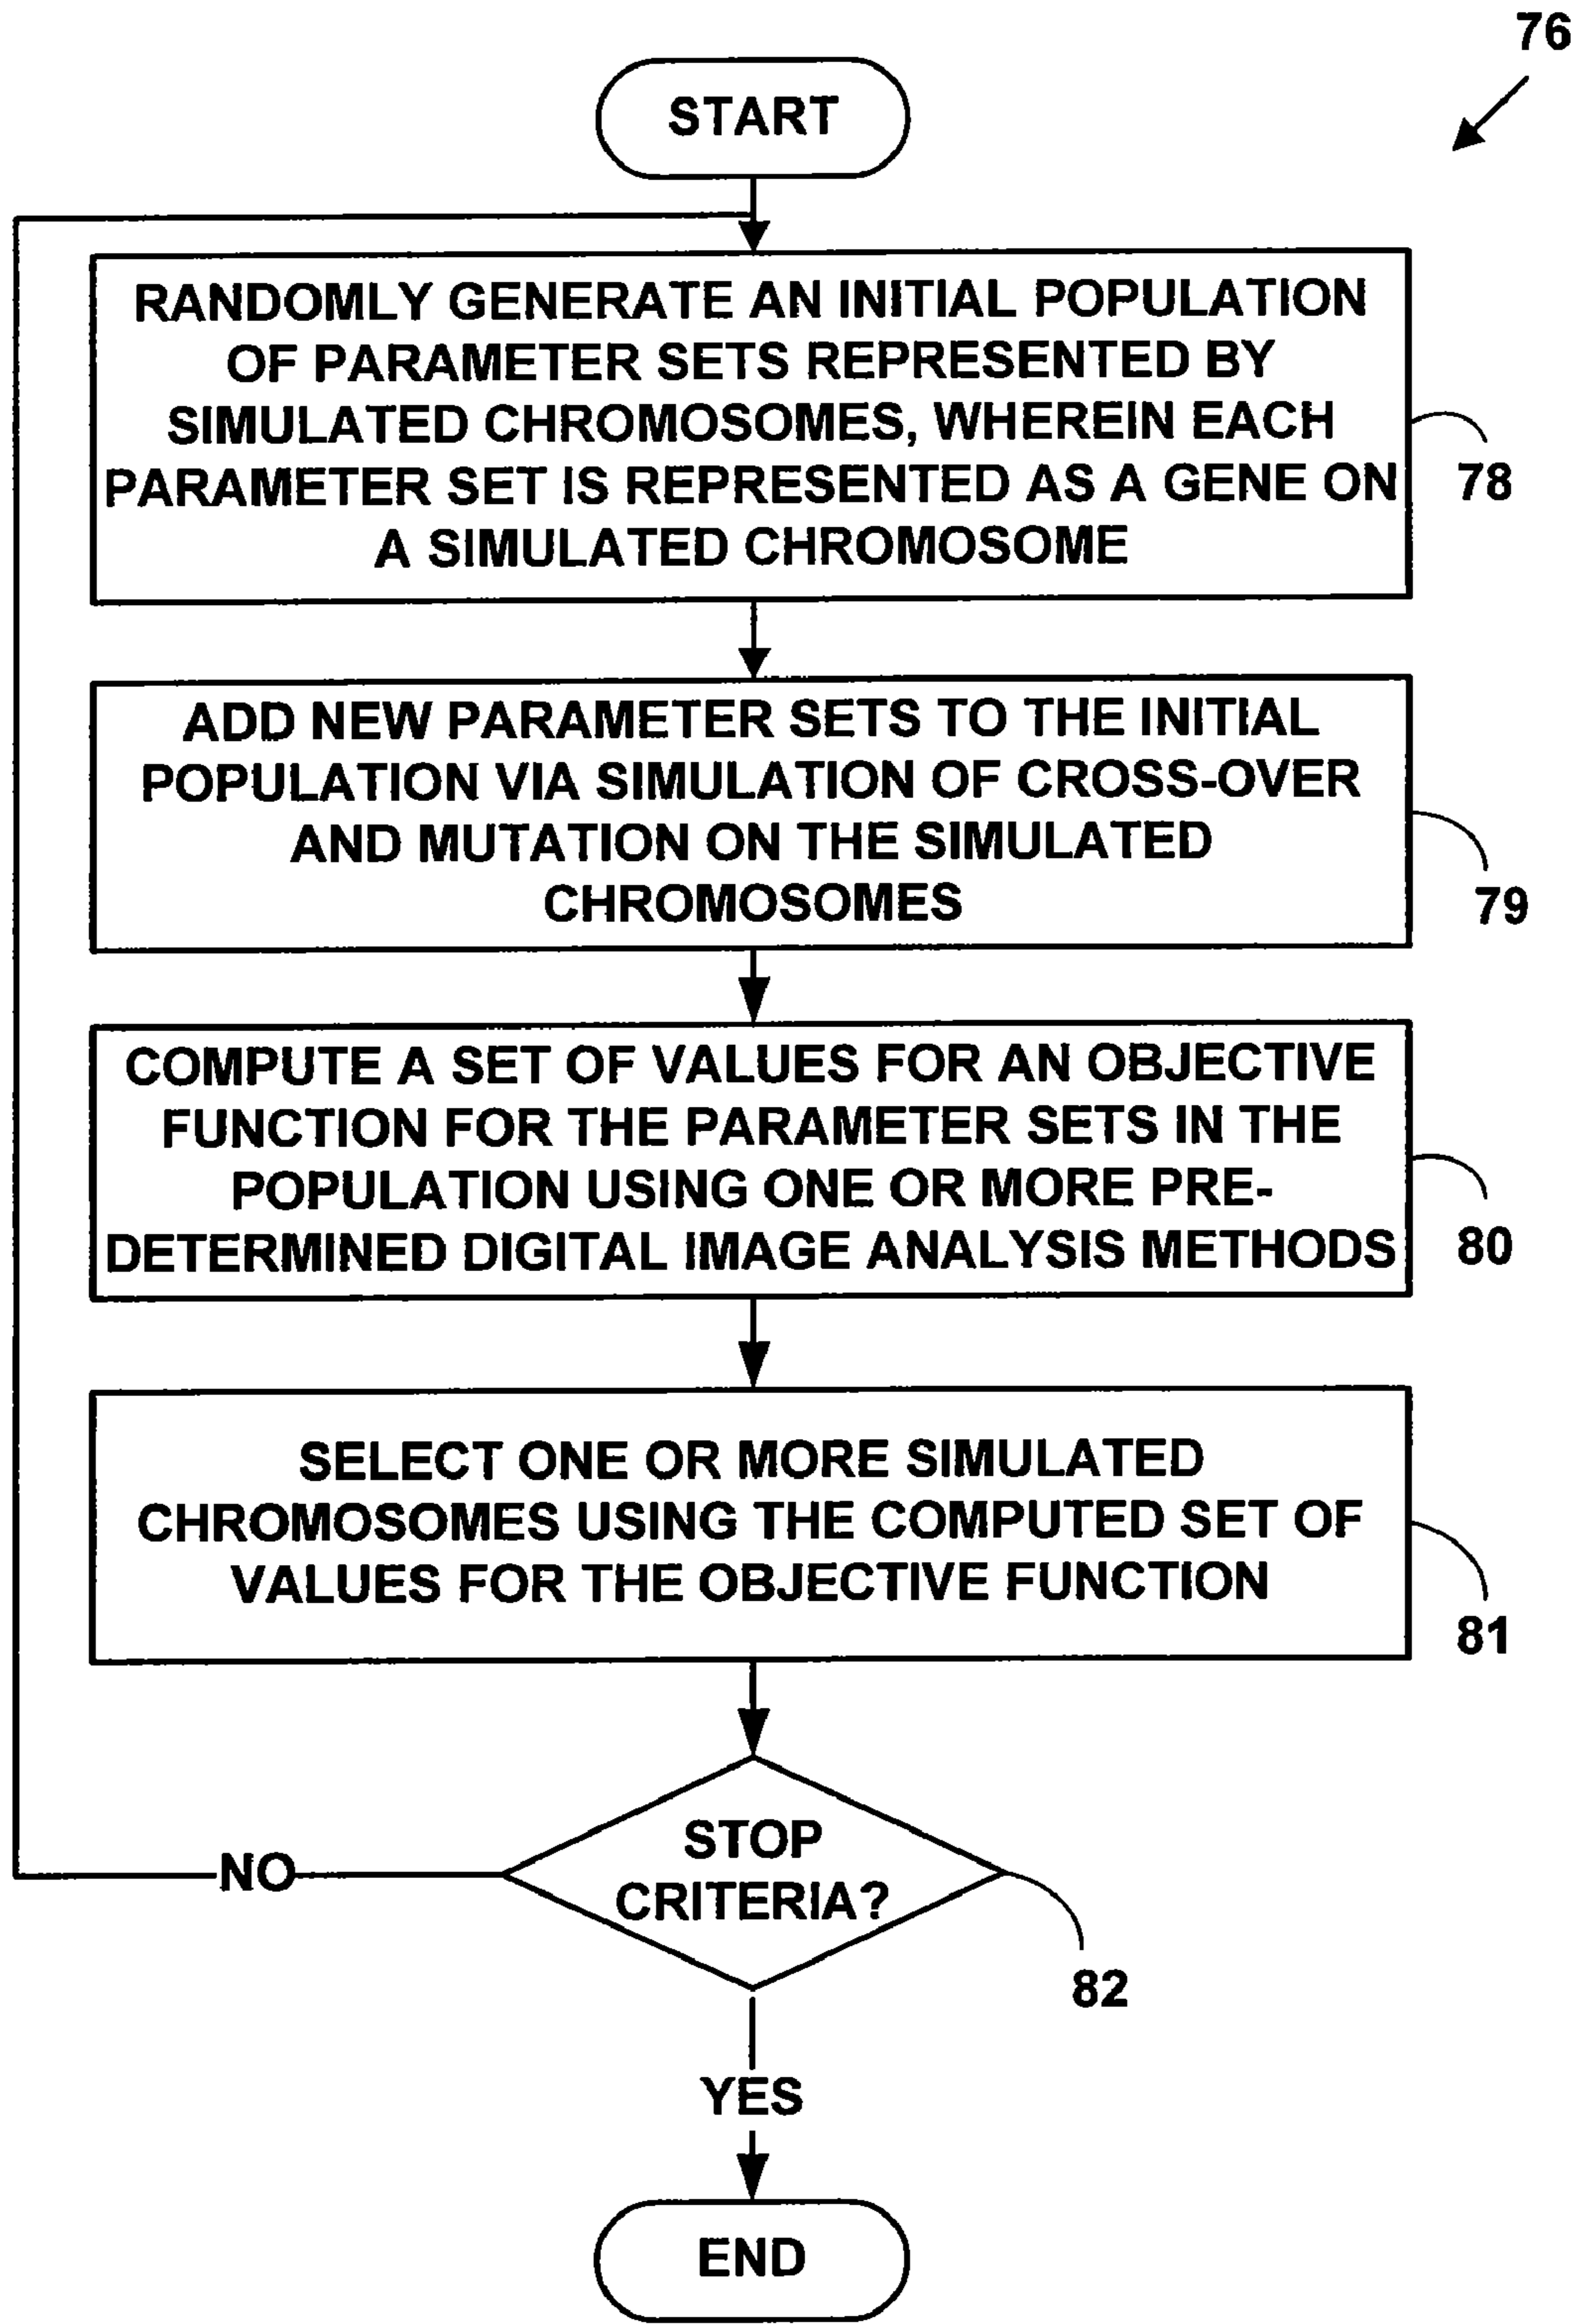 76
START
RANDOMLY GENERATE AN INITIAL POPULATION
OF PARAMETER SETS REPRESENTED BY
SIMULATED CHROMOSOMES, WHEREIN EACH
PARAMETER SET IS REPRESENTED AS A GENE ON
A SIMULATED CHROMOSOME
78
ADD NEW PARAMETER SETS TO THE INITIAL
POPULATION VIA SIMULATION OF CROSS-OVER
AND MUTATION ON THE SIMULATED
CHROMOSOMES
79
COMPUTE A SET OF VALUES FOR AN OBJECTIVE
FUNCTION FOR THE PARAMETER SETS IN THE
POPULATION USING ONE OR MORE PRE-
DETERMINED DIGITAL IMAGE ANALYSIS METHODS
80
SELECT ONE OR MORE SIMULATED
CHROMOSOMES USING THE COMPUTED SET OF
VALUES FOR THE OBJECTIVE FUNCTION
81
STOP
CRITERIA?
NO
82
YES
END